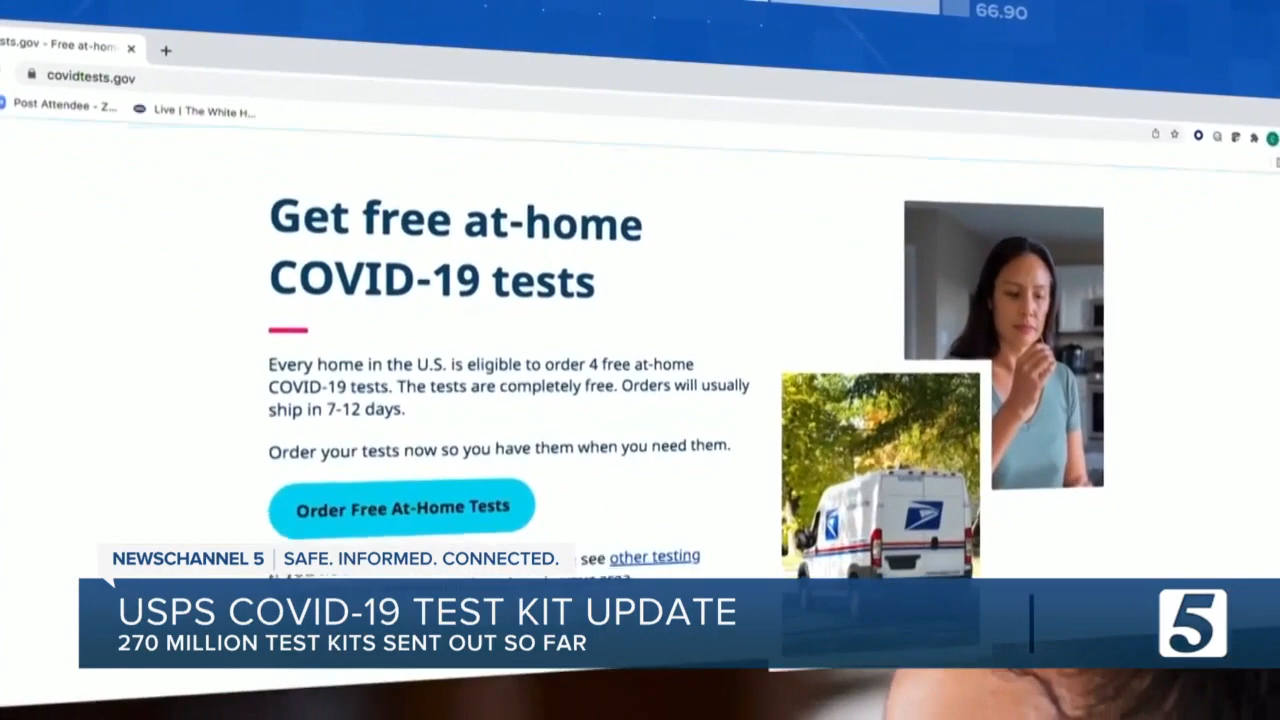 66.90
sts.gov - Free at-hom
covidtests.gov
Post Attendee - Z...
Live | The White H...
Get free at-home
COVID-19 tests
Every home in the U.S. is eligible to order 4 free at-home
COVID-19 tests. The tests are completely free. Orders will usually
ship in 7-12 days.
Order your tests now so you have them when you need them.
Order Free At-Home Tests
see other testing
NEWSCHANNEL 5 | SAFE. INFORMED. CONNECTED.
USPS COVID-19 TEST KIT UPDATE
270 MILLION TEST KITS SENT OUT SO FAR
5